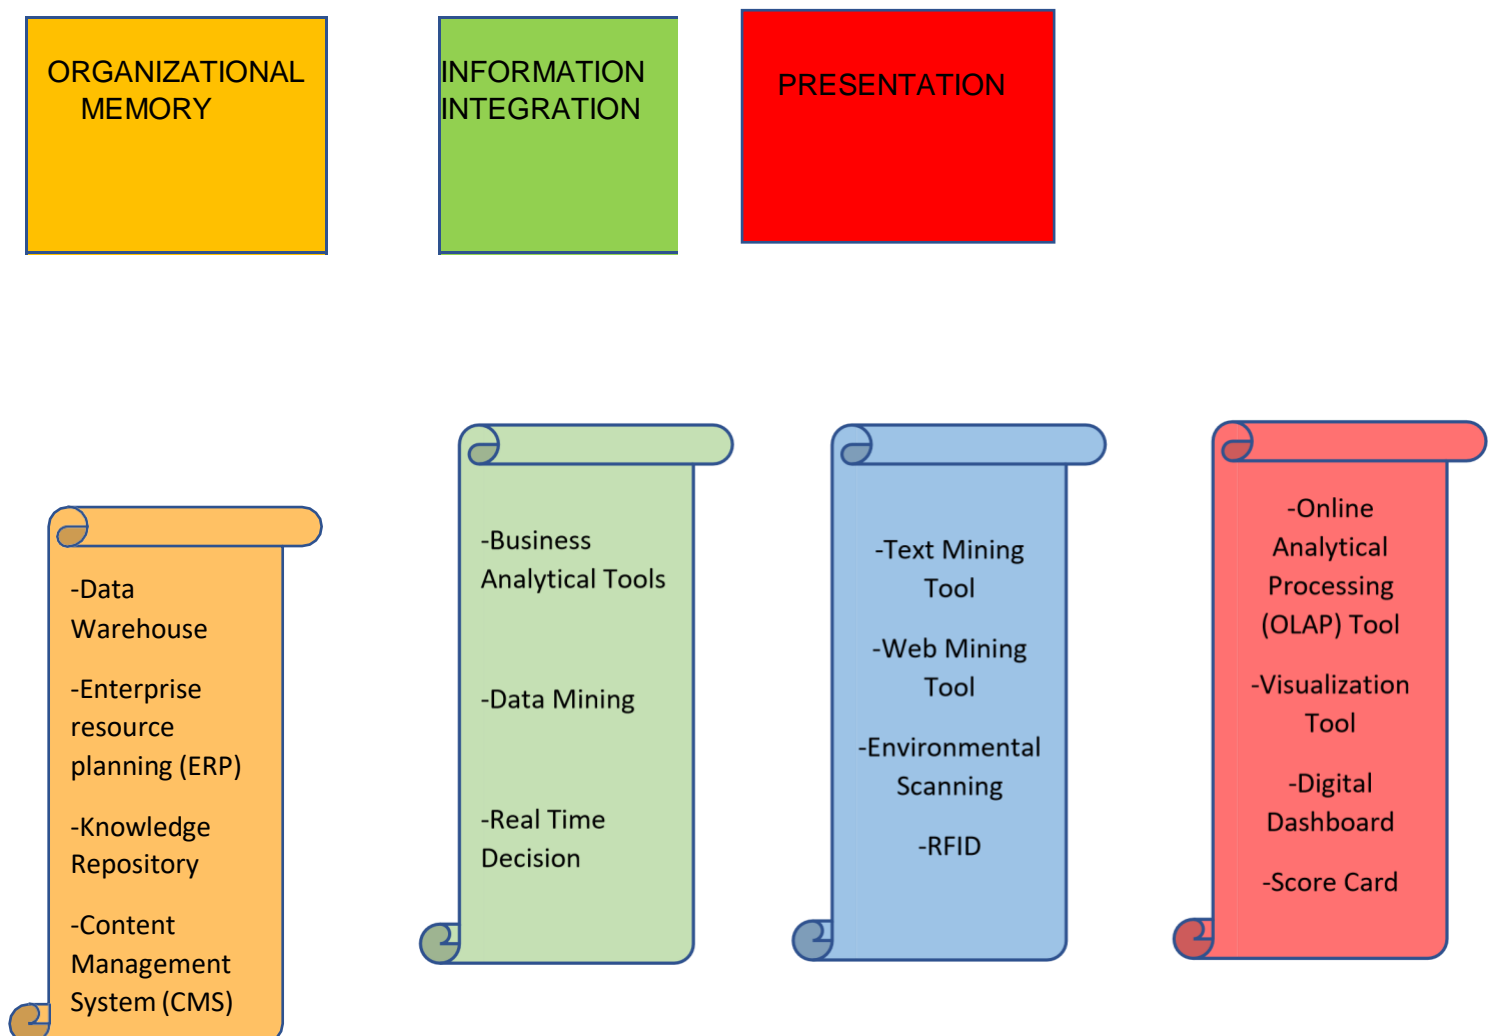 ORGANIZATIONAL
MEMORY
INFORMATION
INTEGRATION
PRESENTATION
-Data
Warehouse
-Enterprise
resource
planning (ERP)
-Knowledge
Repository
-Content
Management
System (CMS)
-Business
Analytical Tools
-Data Mining
-Real Time
Decision
-Text Mining
Tool
-Web Mining
Tool
-Environmental
Scanning
-RFID
-Online
Analytical
Processing
(OLAP) Tool
-Visualization
Tool
-Digital
Dashboard
-Score Card